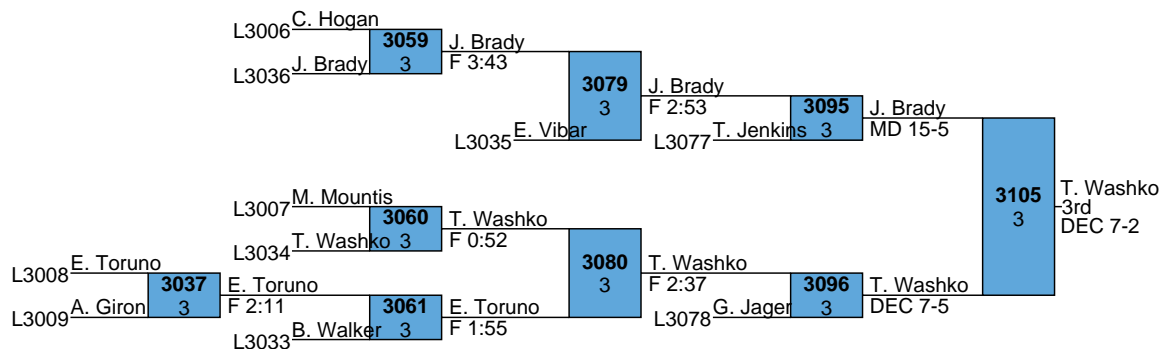 L3006 C. Hogan
L3036 J. Brady
3059
3
J. Brady
F 3:43
L3035 E. Vibar
3079
3
J. Brady
F 2:53
L3077 T. Jenkins
3095
3
J. Brady
MD 15-5
L3007 M. Mountis
L3034 T. Washko
3060
3
T. Washko
F 0:52
L3008 E. Toruno
L3009 A. Giron
3037
3
E. Toruno
F 2:11
L3033 B. Walker
3061
3
E. Toruno
F 1:55
3080
3
T. Washko
F 2:37
L3078 G. Jager
3096
3
T. Washko
DEC 7-5
3105
3
T. Washko
3rd
DEC 7-2